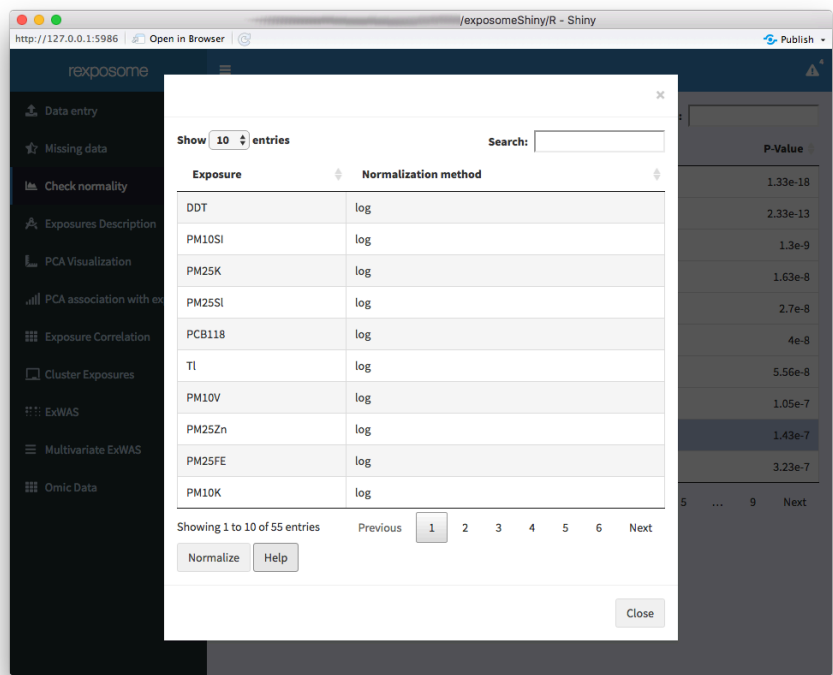 /exposomeShiny/R - Shiny
http://127.0.0.1:5986 Open in Browser Publish
rexposome 4
Data entry
Missing data
Check normality
Exposures Description
PCA Visualization
PCA association with ex
Exposure Correlation
Cluster Exposures
ExWAS
Multivariate ExWAS
Omic Data
×
Show 10 entries Search:
Exposure Normalization method
DDT log
PM10SI log
PM25K log
PM25Sl log
PCB118 log
Tl log
PM10V log
PM25Zn log
PM25FE log
PM10K log
Showing 1 to 10 of 55 entries Previous 1 2 3 4 5 6 Next
Normalize Help
Close
:
P-Value
1.33e-18
2.33e-13
1.3e-9
1.63e-8
2.7e-8
4e-8
5.56e-8
1.05e-7
1.43e-7
3.23e-7
5 ... 9 Next